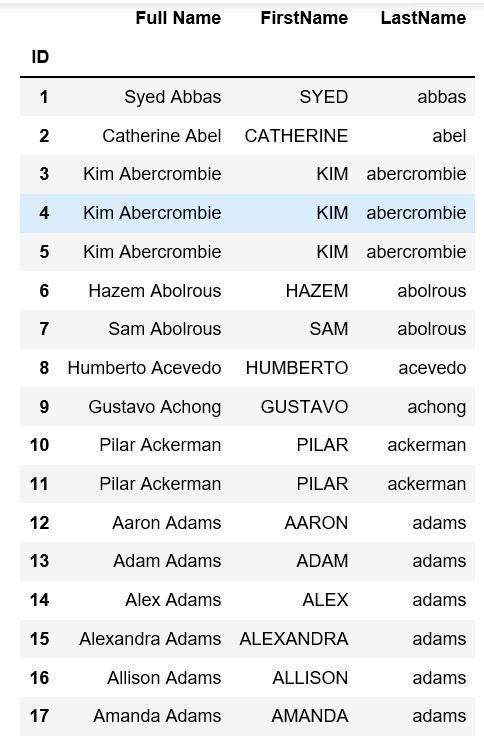 Full Name FirstName LastName
ID
1 Syed Abbas SYED abbas
2 Catherine Abel CATHERINE abel
3 Kim Abercrombie KIM abercrombie
4 Kim Abercrombie KIM abercrombie
5 Kim Abercrombie KIM abercrombie
6 Hazem Abolrous HAZEM abolrous
7 Sam Abolrous SAM abolrous
8 Humberto Acevedo HUMBERTO acevedo
9 Gustavo Achong GUSTAVO achong
10 Pilar Ackerman PILAR ackerman
11 Pilar Ackerman PILAR ackerman
12 Aaron Adams AARON adams
13 Adam Adams ADAM adams
14 Alex Adams ALEX adams
15 Alexandra Adams ALEXANDRA adams
16 Allison Adams ALLISON adams
17 Amanda Adams AMANDA adams